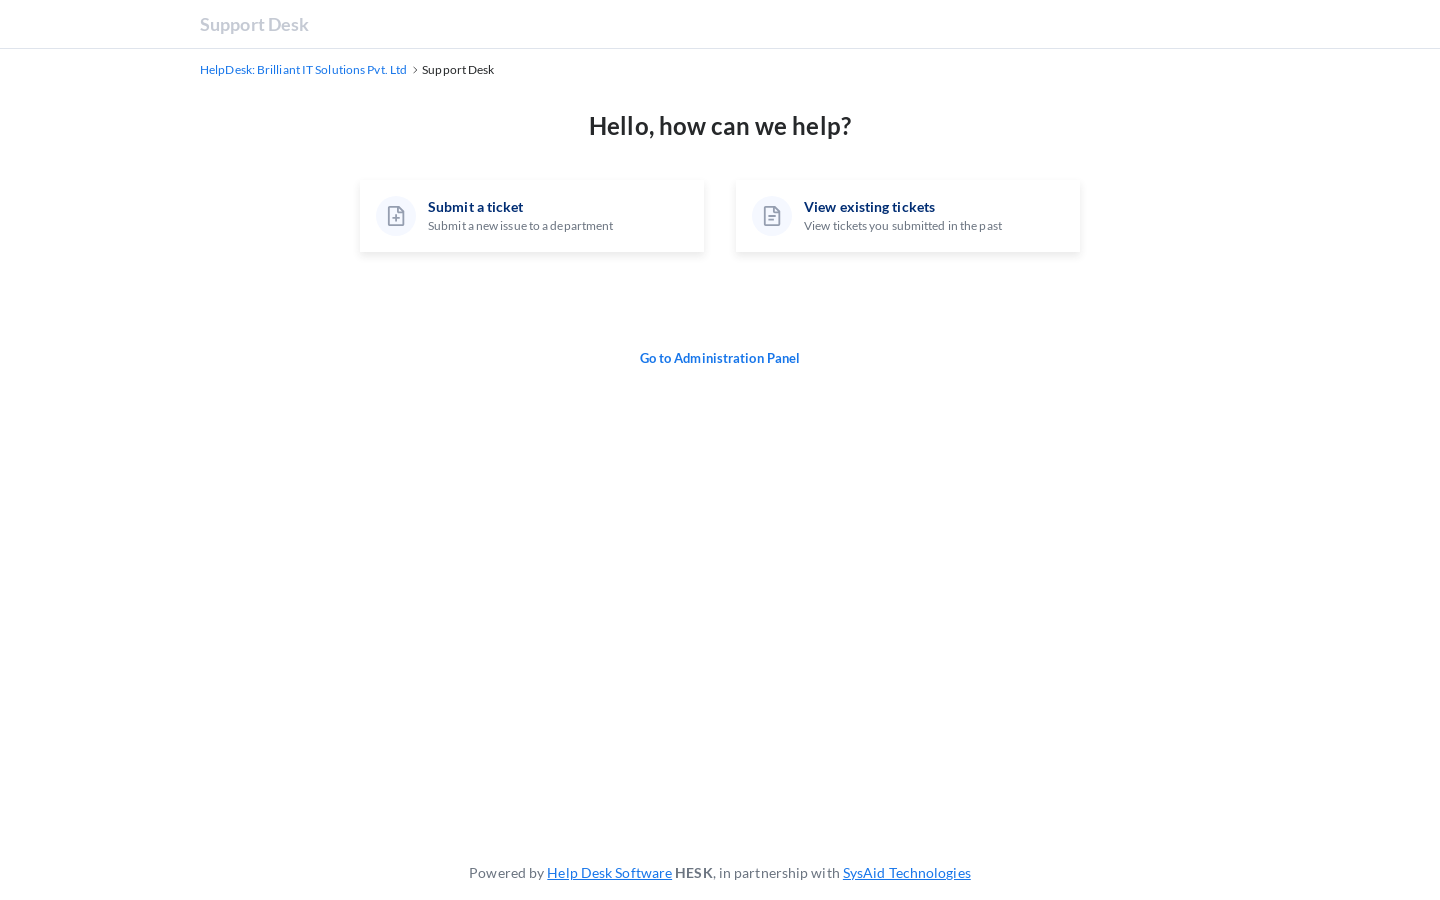 Support Desk
HelpDesk: Brilliant IT Solutions Pvt. Ltd > Support Desk
Hello, how can we help?
Submit a ticket
Submit a new issue to a department
View existing tickets
View tickets you submitted in the past
Go to Administration Panel
Powered by Help Desk Software HESK, in partnership with SysAid Technologies